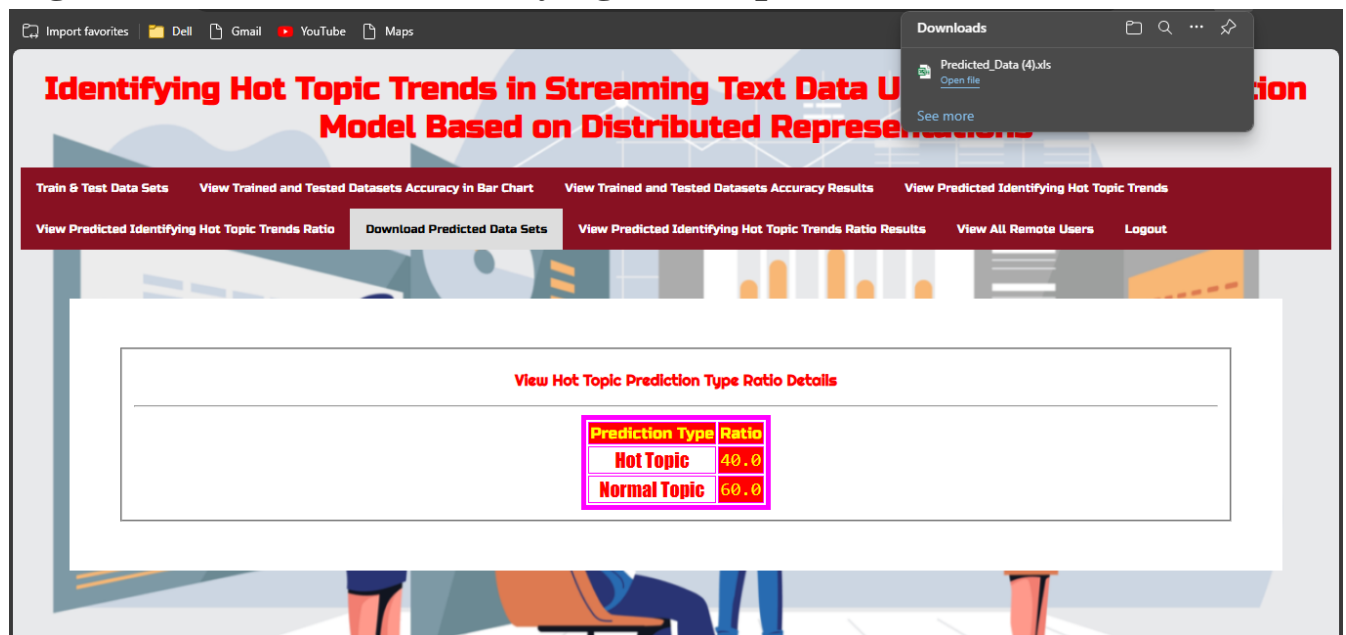 Import favorites Dell Gmail YouTube Maps
Downloads
Predicted_Data (4).xls
Open file
See more
Identifying Hot Topic Trends in Streaming Text Data U tion
Model Based on Distributed Represe
Train & Test Data Sets View Trained and Tested Datasets Accuracy in Bar Chart View Trained and Tested Datasets Accuracy Results View Predicted Identifying Hot Topic Trends
View Predicted Identifying Hot Topic Trends Ratio Download Predicted Data Sets View Predicted Identifying Hot Topic Trends Ratio Results View All Remote Users Logout
View Hot Topic Prediction Type Ratio Details
Prediction Type Ratio
Hot Topic 40.0
Normal Topic 60.0